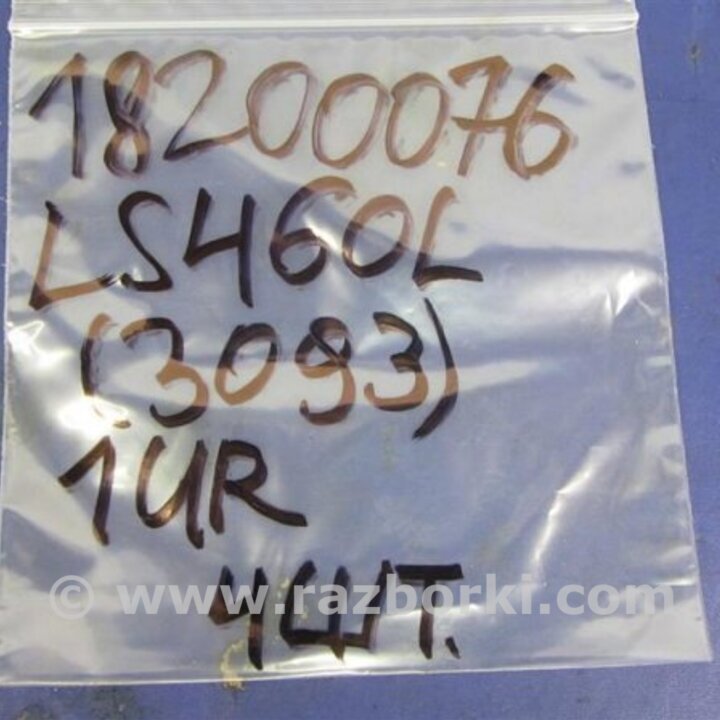 18200076
LS460L
(3093)
1UR
© www.razborki.com
4шт.